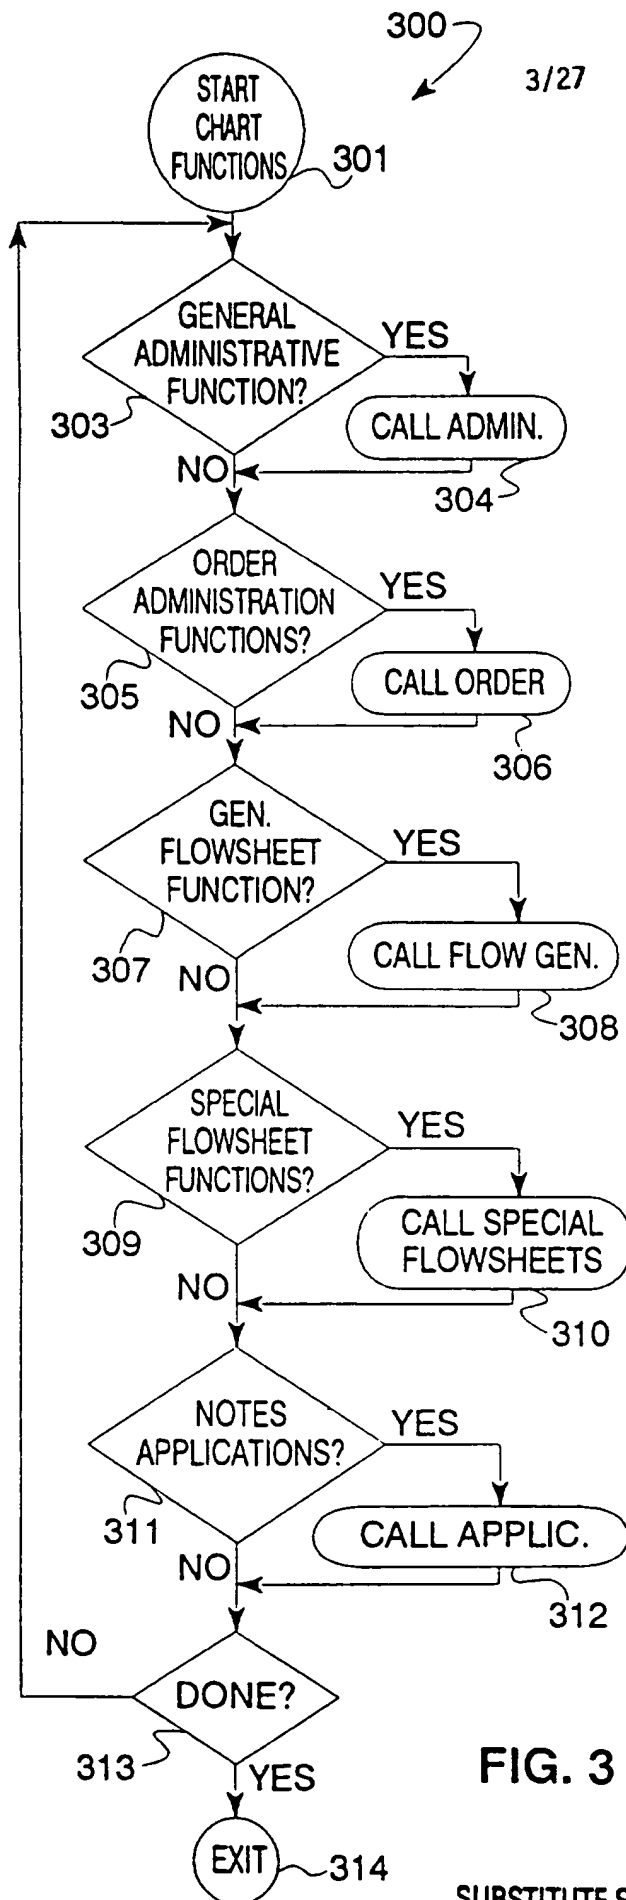 300
3/27
START
CHART
FUNCTIONS
301
GENERAL
ADMINISTRATIVE
FUNCTION?
YES
303
CALL ADMIN.
NO
304
ORDER
ADMINISTRATION
FUNCTIONS?
YES
305
CALL ORDER
NO
306
GEN.
FLOWSHEET
FUNCTION?
YES
307
CALL FLOW GEN.
NO
308
SPECIAL
FLOWSHEET
FUNCTIONS?
YES
309
CALL SPECIAL
FLOWSHEETS
NO
310
NOTES
APPLICATIONS?
YES
311
CALL APPLIC.
NO
312
NO
DONE?
313
YES
FIG. 3
EXIT
314
SUBSTITUTE S